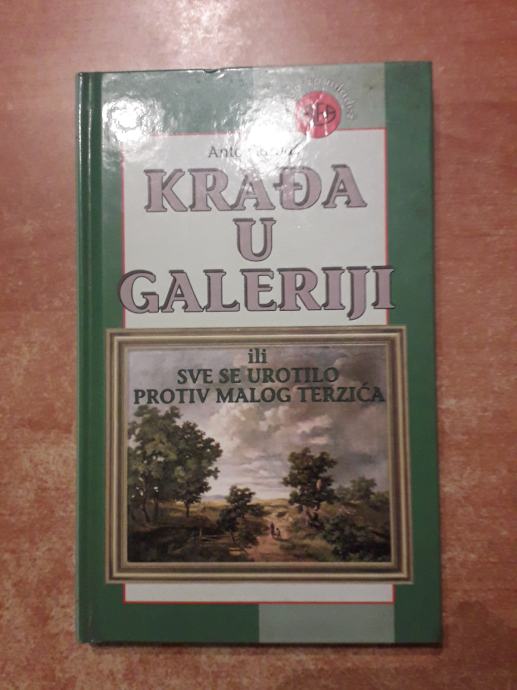 KRAĐA
U
GALERIJI
ili
SVE SE UROTILO
PROTIV MALOG TERZIĆA